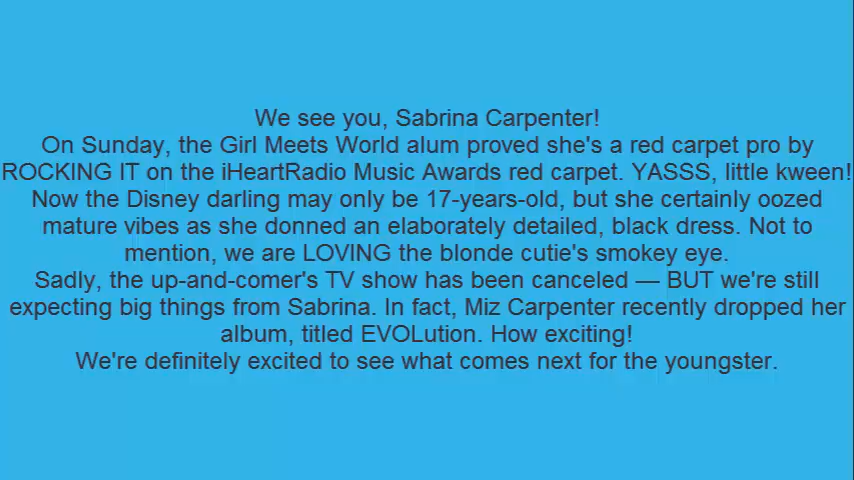 We see you, Sabrina Carpenter!
On Sunday, the Girl Meets World alum proved she's a red carpet pro by
ROCKING IT on the iHeartRadio Music Awards red carpet. YASSS, little kween!
Now the Disney darling may only be 17-years-old, but she certainly oozed
mature vibes as she donned an elaborately detailed, black dress. Not to
mention, we are LOVING the blonde cutie's smokey eye.
Sadly, the up-and-comer's TV show has been canceled — BUT we're still
expecting big things from Sabrina. In fact, Miz Carpenter recently dropped her
album, titled EVOLution. How exciting!
We're definitely excited to see what comes next for the youngster.